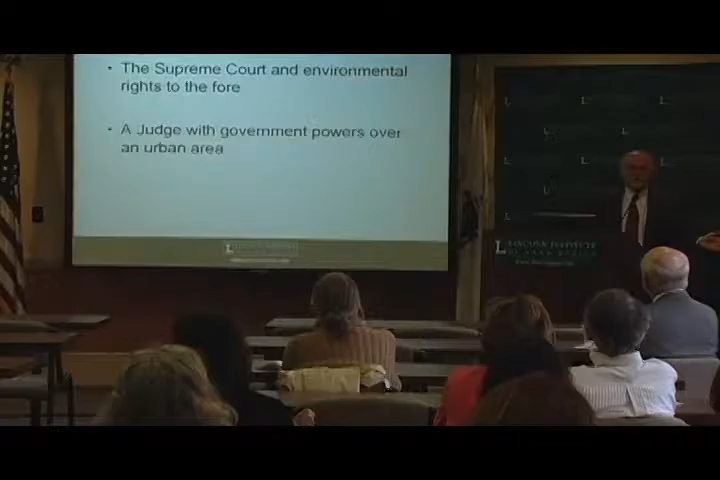 • The Supreme Court and environmental
rights to the fore
• A Judge with government powers over
an urban area
LINCOLN INSTITUTE